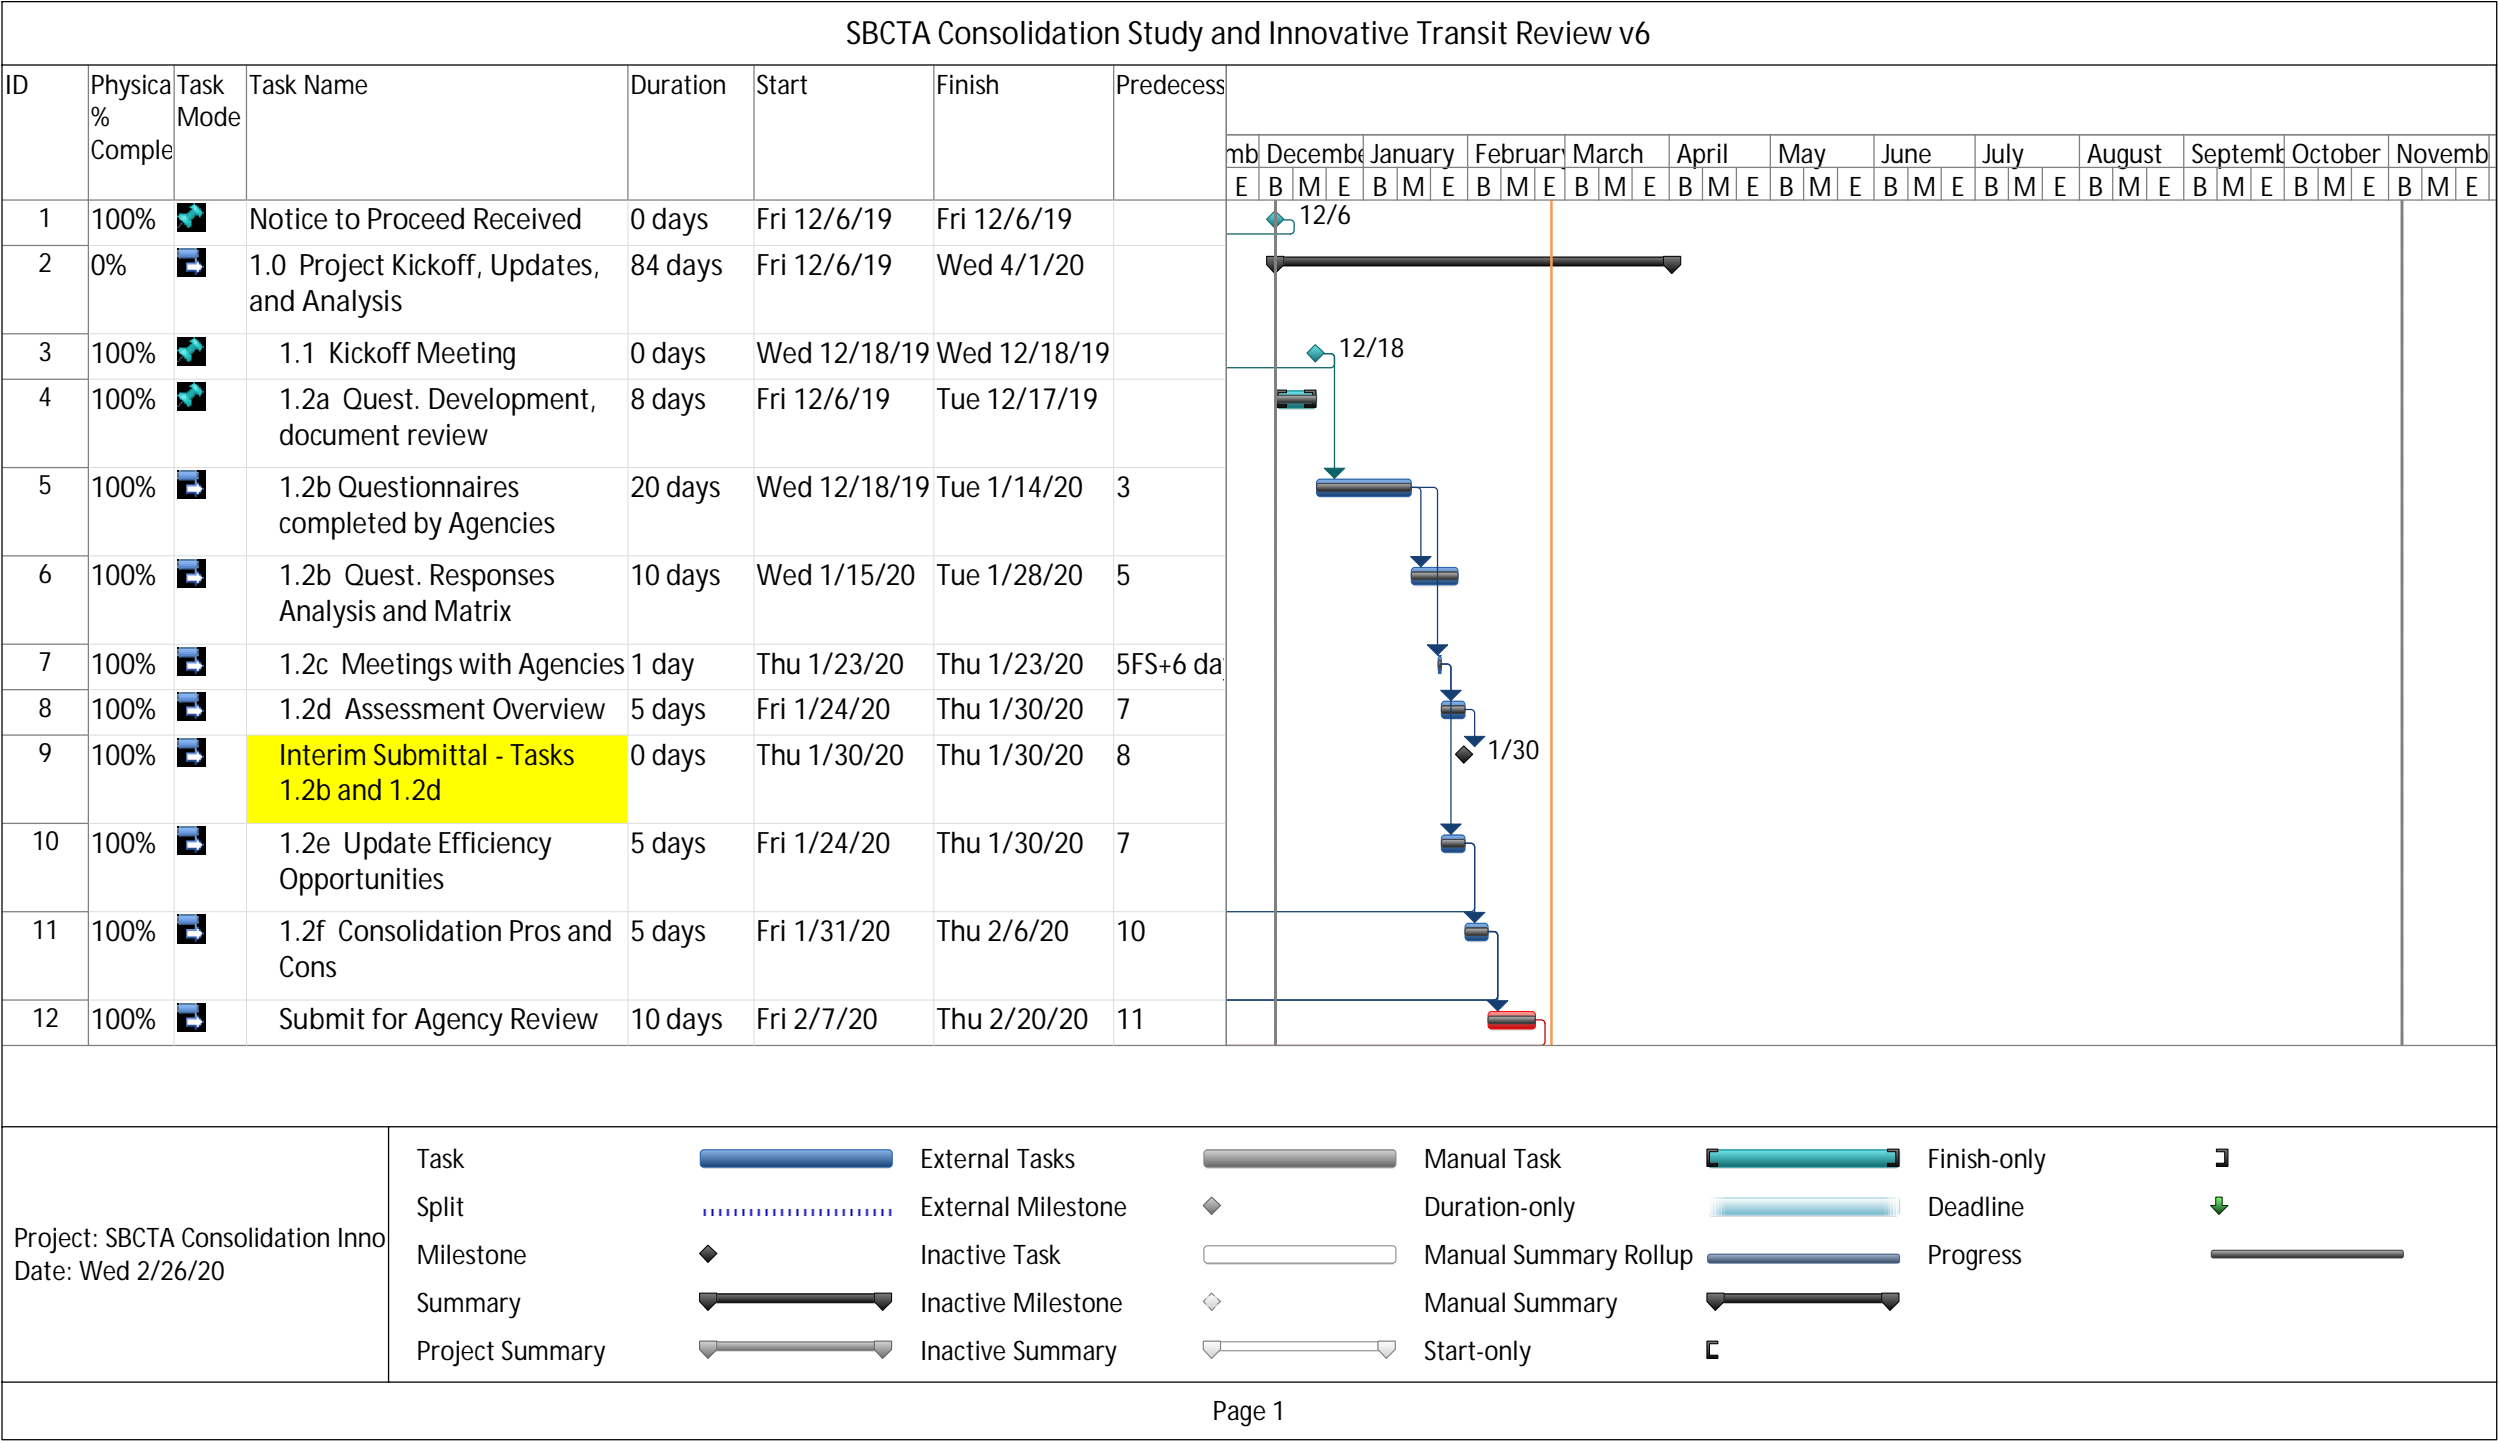 SBCTA Consolidation Study and Innovative Transit Review v6
ID Physica Task Task Name Duration Start Finish Predecess
% Mode
Comple
mb Decembe January Februar March April May June July August Septemb October Novemb
E B M E B M E B M E B M E B M E B M E B M E B M E B M E B M E B M E B M E
1 100% Notice to Proceed Received 0 days Fri 12/6/19 Fri 12/6/19 12/6
2 0% 1.0 Project Kickoff, Updates, 84 days Fri 12/6/19 Wed 4/1/20
and Analysis
3 100% 1.1 Kickoff Meeting 0 days Wed 12/18/19 Wed 12/18/19 12/18
4 100% 1.2a Quest. Development, 8 days Fri 12/6/19 Tue 12/17/19
document review
5 100% 1.2b Questionnaires 20 days Wed 12/18/19 Tue 1/14/20 3
completed by Agencies
6 100% 1.2b Quest. Responses 10 days Wed 1/15/20 Tue 1/28/20 5
Analysis and Matrix
7 100% 1.2c Meetings with Agencies 1 day Thu 1/23/20 Thu 1/23/20 5FS+6 da
8 100% 1.2d Assessment Overview 5 days Fri 1/24/20 Thu 1/30/20 7
9 100% Interim Submittal - Tasks 0 days Thu 1/30/20 Thu 1/30/20 8 1/30
1.2b and 1.2d
10 100% 1.2e Update Efficiency 5 days Fri 1/24/20 Thu 1/30/20 7
Opportunities
11 100% 1.2f Consolidation Pros and 5 days Fri 1/31/20 Thu 2/6/20 10
Cons
12 100% Submit for Agency Review 10 days Fri 2/7/20 Thu 2/20/20 11
Project: SBCTA Consolidation Inno
Date: Wed 2/26/20
Task
Split
Milestone
Summary
Project Summary
External Tasks
External Milestone
Inactive Task
Inactive Milestone
Inactive Summary
Manual Task
Duration-only
Manual Summary Rollup
Manual Summary
Start-only
Finish-only
Deadline
Progress
Page 1